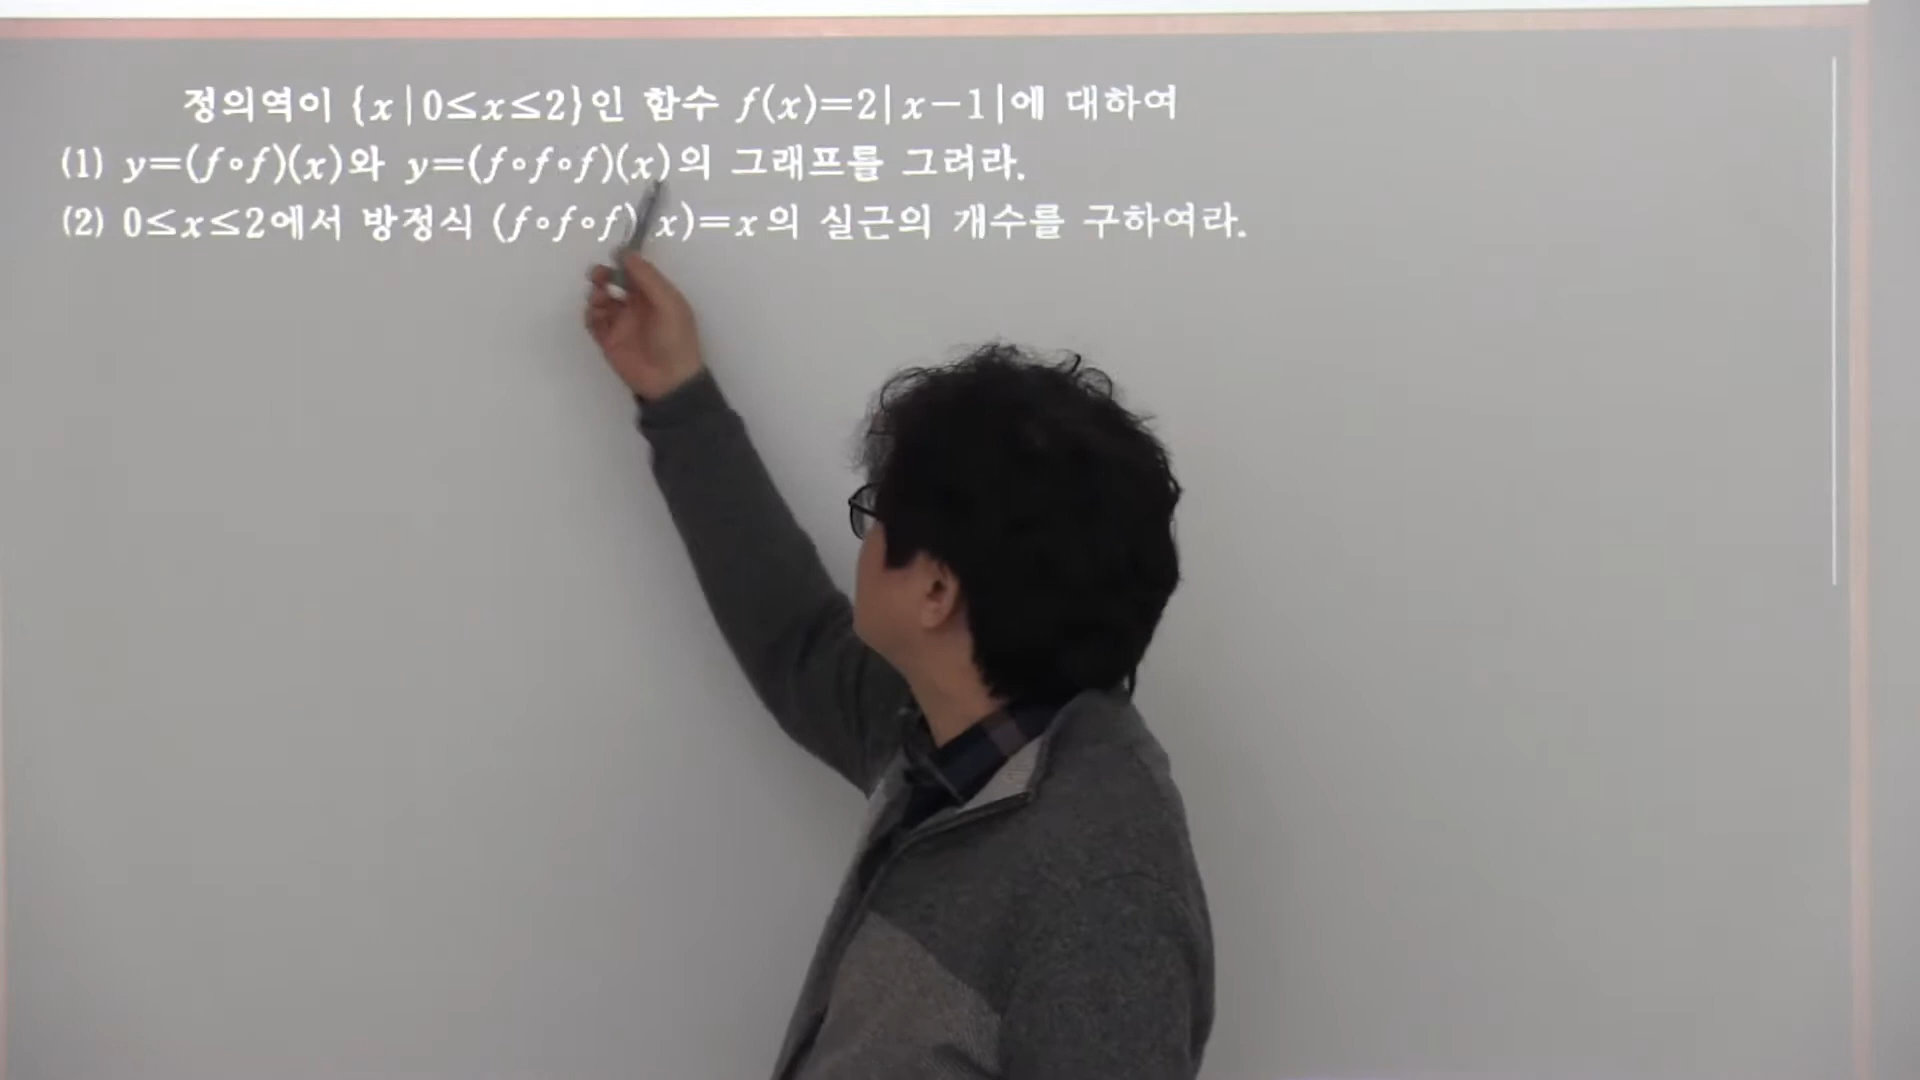 정의역이 {x|0≤x≤2}인 함수 f(x)=2|x-1|에 대하여
(1) y=(f∘f)(x)와 y=(f∘f∘f)(x)의 그래프를 그려라.
(2) 0≤x≤2에서 방정식 (f∘f∘f) x)=x의 실근의 개수를 구하여라.